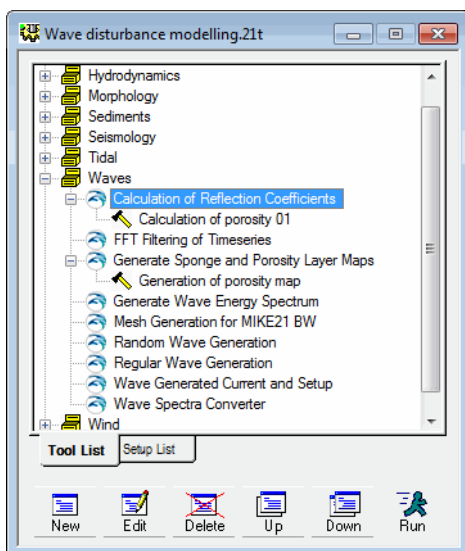 Wave disturbance modelling.21t
Hydrodynamics
Morphology
Sediments
Seismology
Tidal
Waves
Calculation of Reflection Coefficients
Calculation of porosity 01
FFT Filtering of Timeseries
Generate Sponge and Porosity Layer Maps
Generation of porosity map
Generate Wave Energy Spectrum
Mesh Generation for MIKE21 BW
Random Wave Generation
Regular Wave Generation
Wave Generated Current and Setup
Wave Spectra Converter
Wind
Tool List Setup List
New Edit Delete Up Down Run